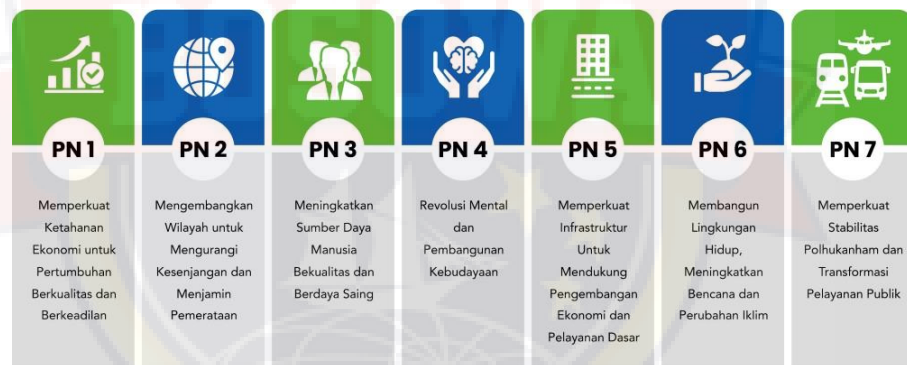 PN 1
Memperkuat
Ketahanan
Ekonomi untuk
Pertumbuhan
Berkualitas dan
Berkeadilan
PN 2
Mengembangkan
Wilayah untuk
Mengurangi
Kesenjangan dan
Menjamin
Pemerataan
PN 3
Meningkatkan
Sumber Daya
Manusia
Bekualitas dan
Berdaya Saing
PN 4
Revolusi Mental
dan
Pembangunan
Kebudayaan
PN 5
Memperkuat
Infrastruktur
Untuk
Mendukung
Pengembangan
Ekonomi dan
Pelayanan Dasar
PN 6
Membangun
Lingkungan
Hidup,
Meningkatkan
Bencana dan
Perubahan Iklim
PN 7
Memperkuat
Stabilitas
Polhukanham dan
Transformasi
Pelayanan Publik